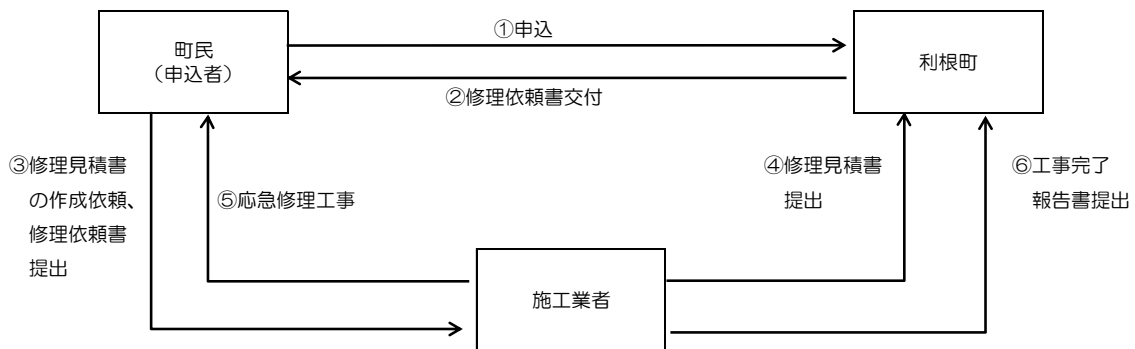 ①申込
町民
(申込者)
利根町
②修理依頼書交付
③修理見積書
の作成依頼、
修理依頼書
提出
⑤応急修理工事
④修理見積書
提出
⑥工事完了
報告書提出
施工業者